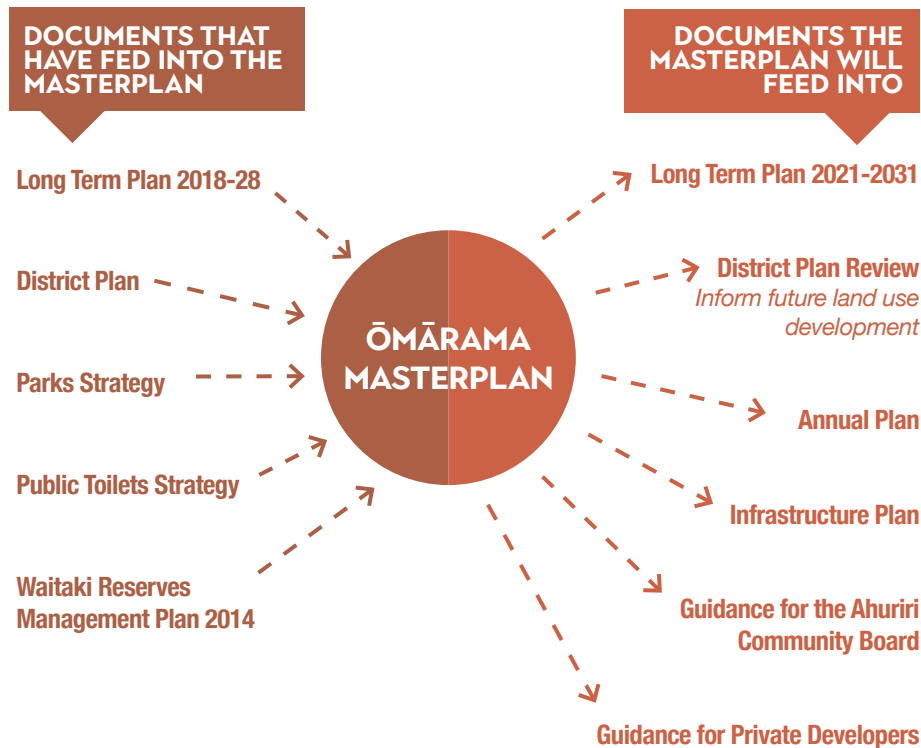 DOCUMENTS THAT
HAVE FED INTO THE
MASTERPLAN
Long Term Plan 2018-28
District Plan
Parks Strategy
Public Toilets Strategy
Waitaki Reserves
Management Plan 2014
ŌMĀRAMA
MASTERPLAN
DOCUMENTS THE
MASTERPLAN WILL
FEED INTO
Long Term Plan 2021-2031
District Plan Review
Inform future land use
development
Annual Plan
Infrastructure Plan
Guidance for the Ahuriri
Community Board
Guidance for Private Developers